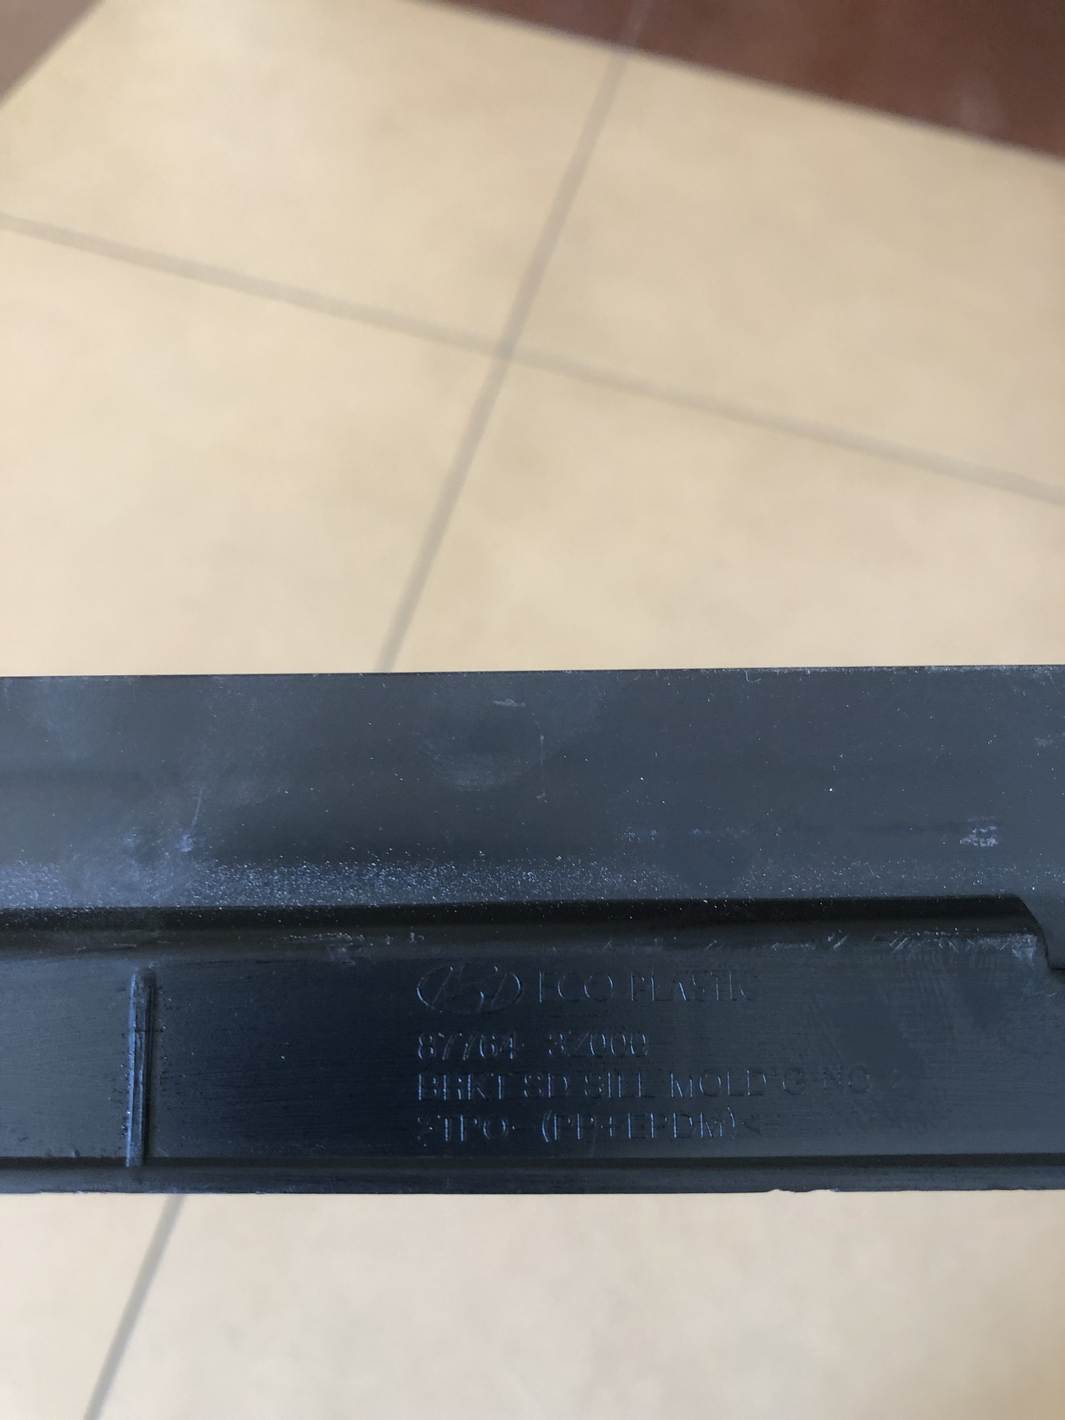 ECO PLASTIC
87764-3Z000
BRKT SD SILL MOLD'G NO
>TPO-(PP+EPDM)<